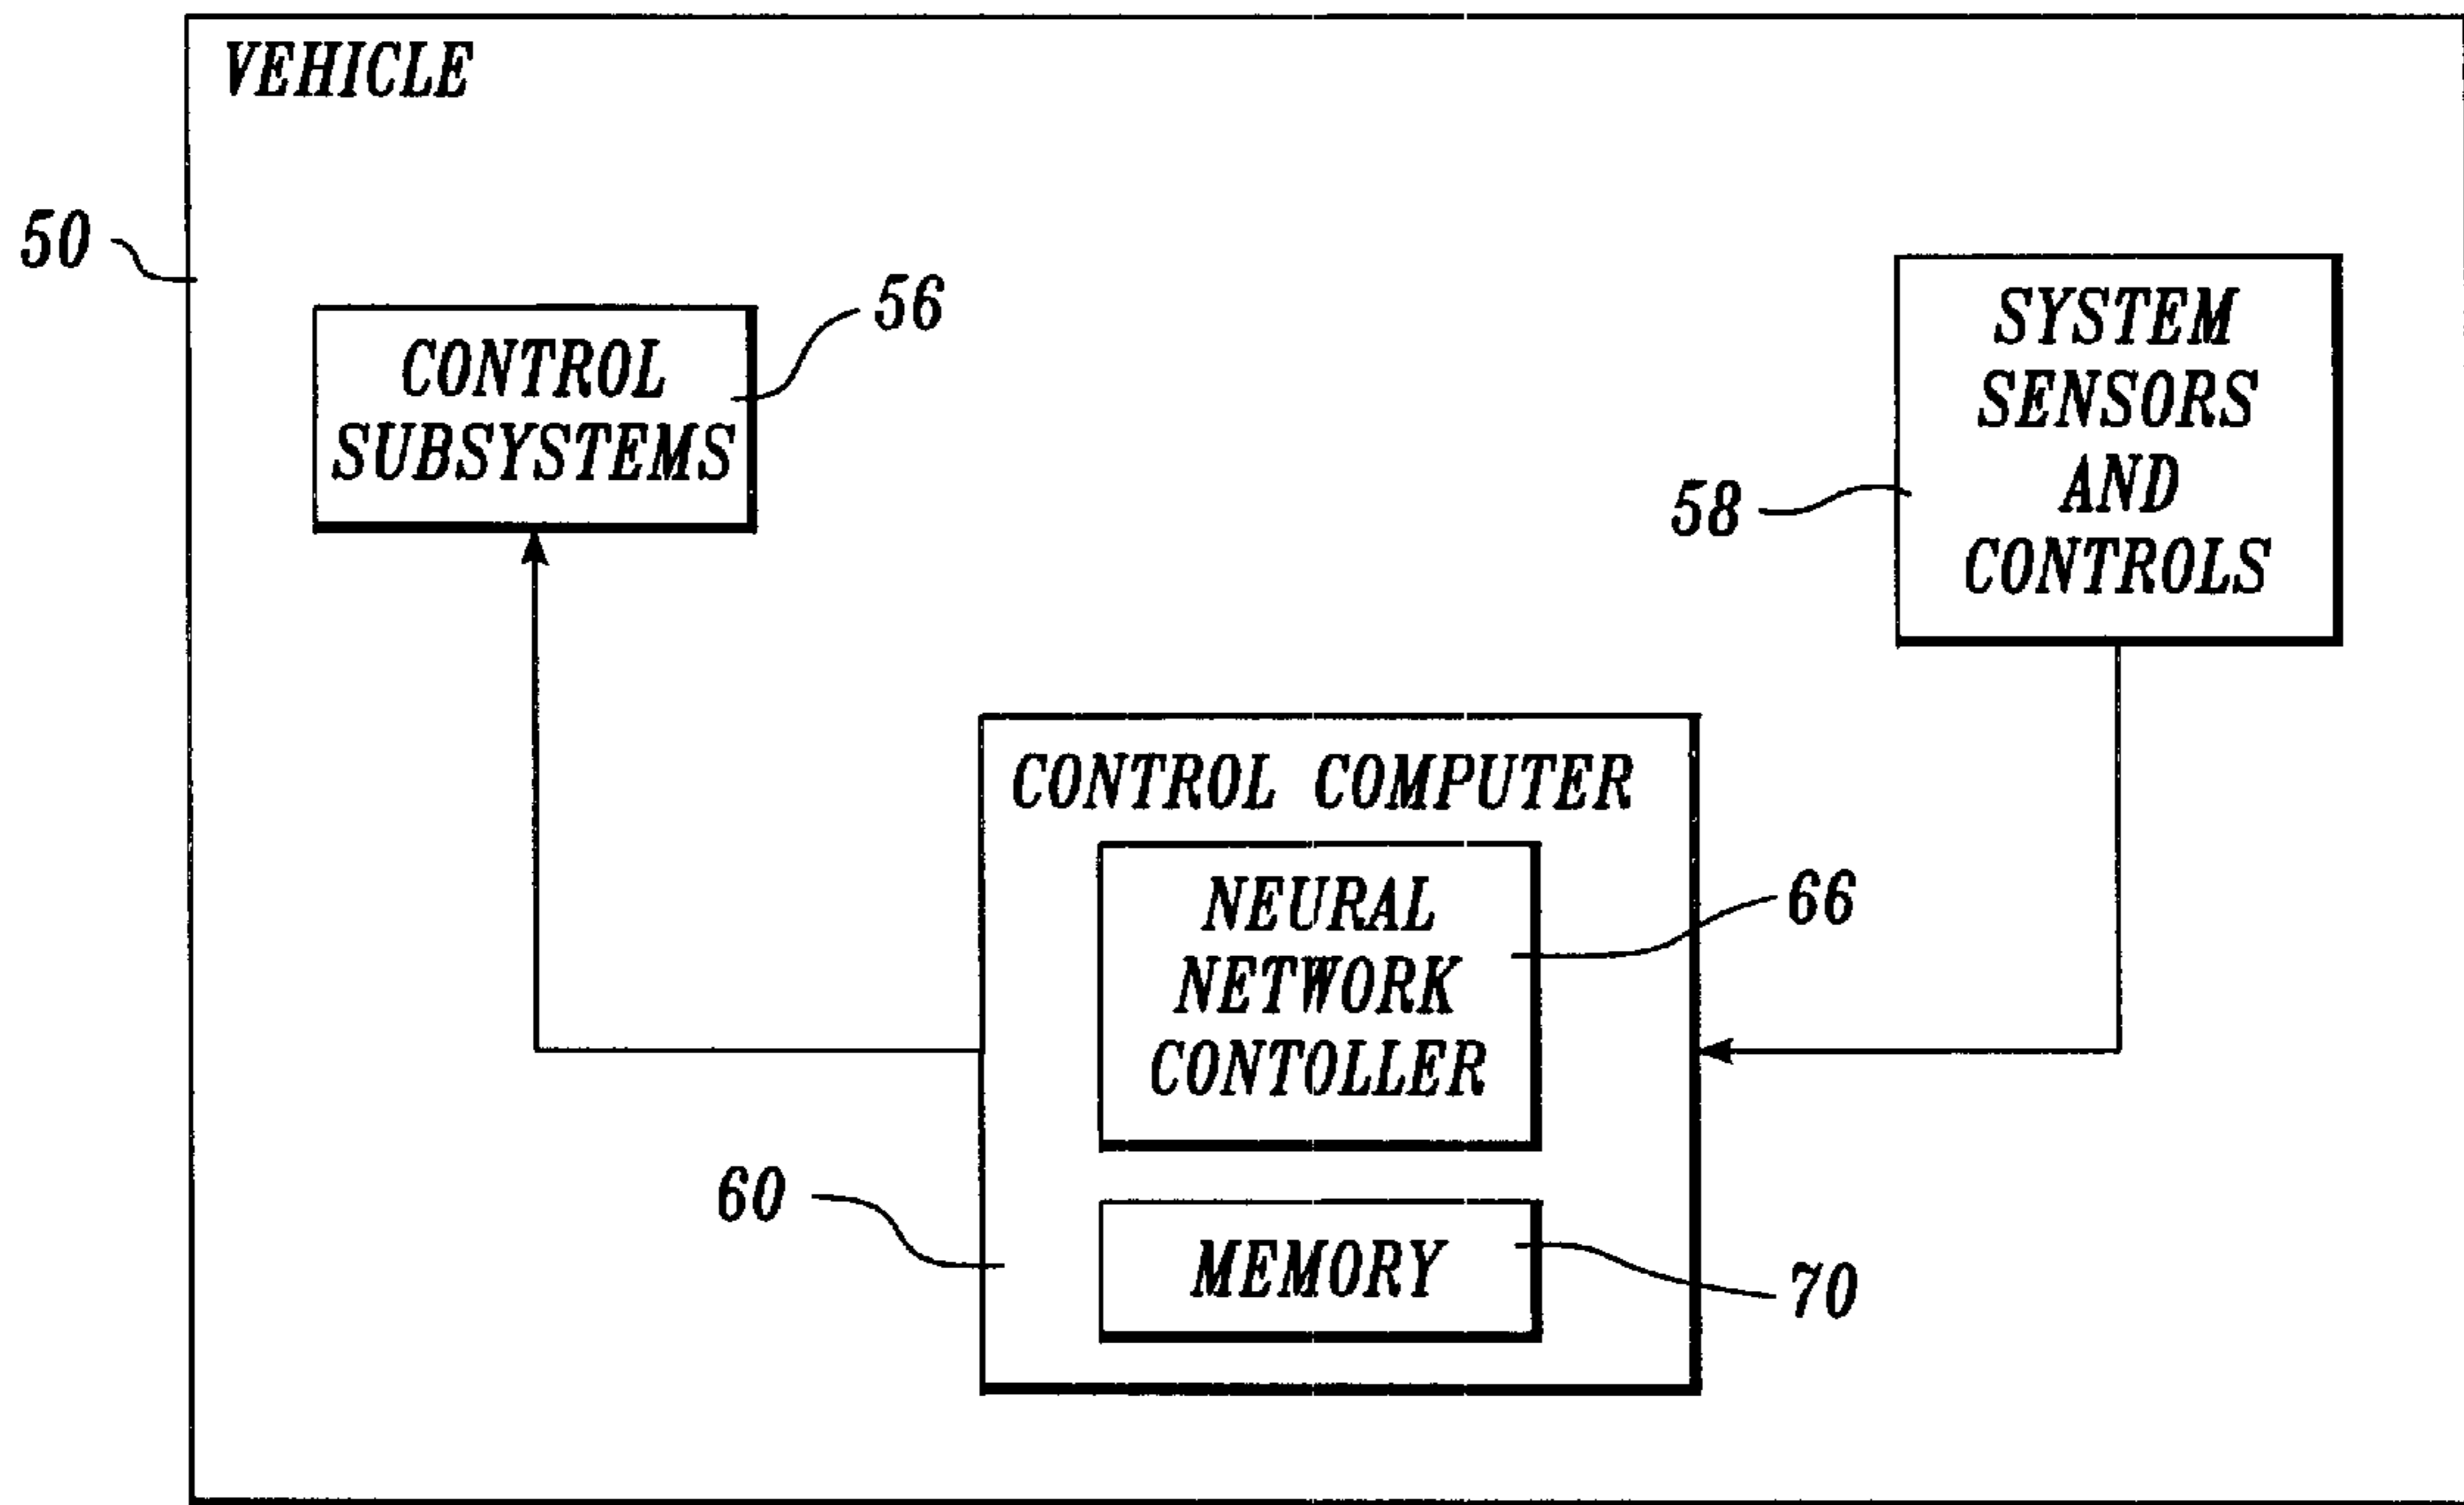 VEHICLE
50
CONTROL
SUBSYSTEMS
56
SYSTEM
SENSORS
AND
CONTROLS
58
CONTROL COMPUTER
NEURAL
NETWORK
CONTOLLER
66
60
MEMORY
70